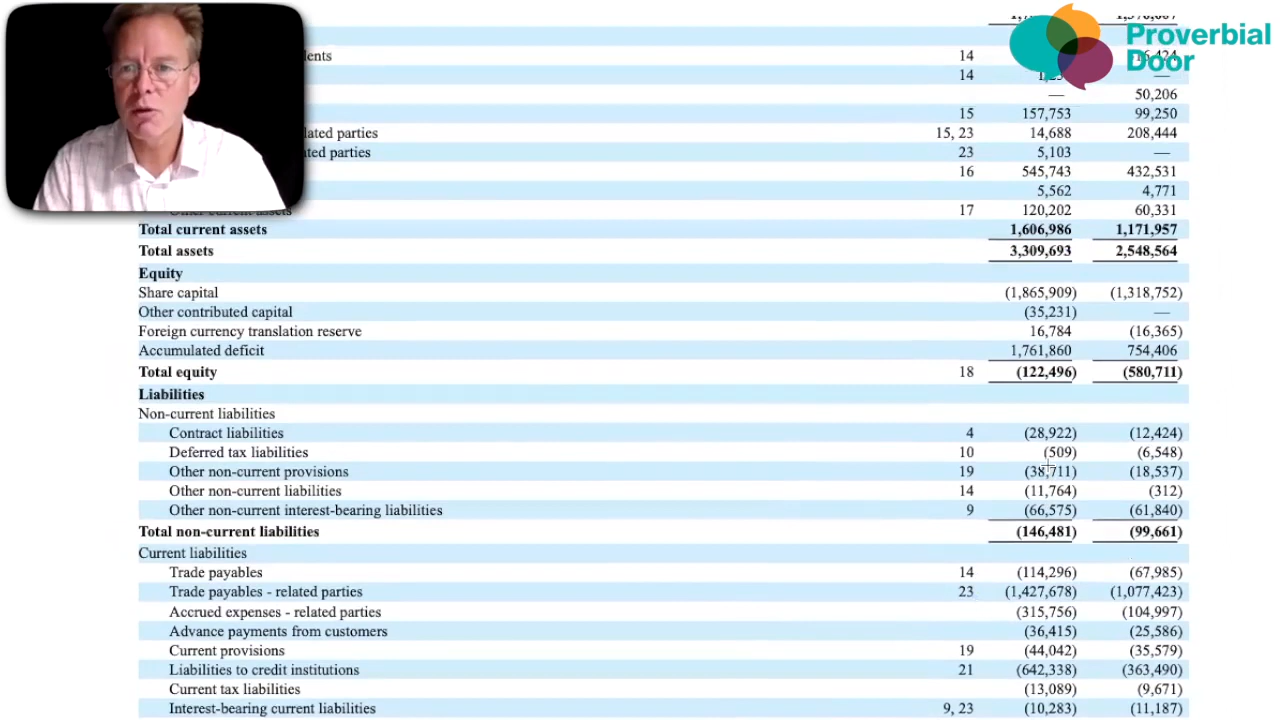 Proverbial
Door
14 16,424
14
— 50,206
15 157,753 99,250
lated parties 15, 23 14,688 208,444
ated parties 23 5,103 —
16 545,743 432,531
5,562 4,771
Other current assets 17 120,202 60,331
Total current assets 1,606,986 1,171,957
Total assets 3,309,693 2,548,564
Equity
Share capital (1,865,909) (1,318,752)
Other contributed capital (35,231) —
Foreign currency translation reserve 16,784 (16,365)
Accumulated deficit 1,761,860 754,406
Total equity 18 (122,496) (580,711)
Liabilities
Non-current liabilities
Contract liabilities 4 (28,922) (12,424)
Deferred tax liabilities 10 (509) (6,548)
Other non-current provisions 19 (38,711) (18,537)
Other non-current liabilities 14 (11,764) (312)
Other non-current interest-bearing liabilities 9 (66,575) (61,840)
Total non-current liabilities (146,481) (99,661)
Current liabilities
Trade payables 14 (114,296) (67,985)
Trade payables - related parties 23 (1,427,678) (1,077,423)
Accrued expenses - related parties (315,756) (104,997)
Advance payments from customers (36,415) (25,586)
Current provisions 19 (44,042) (35,579)
Liabilities to credit institutions 21 (642,338) (363,490)
Current tax liabilities (13,089) (9,671)
Interest-bearing current liabilities 9, 23 (10,283) (11,187)